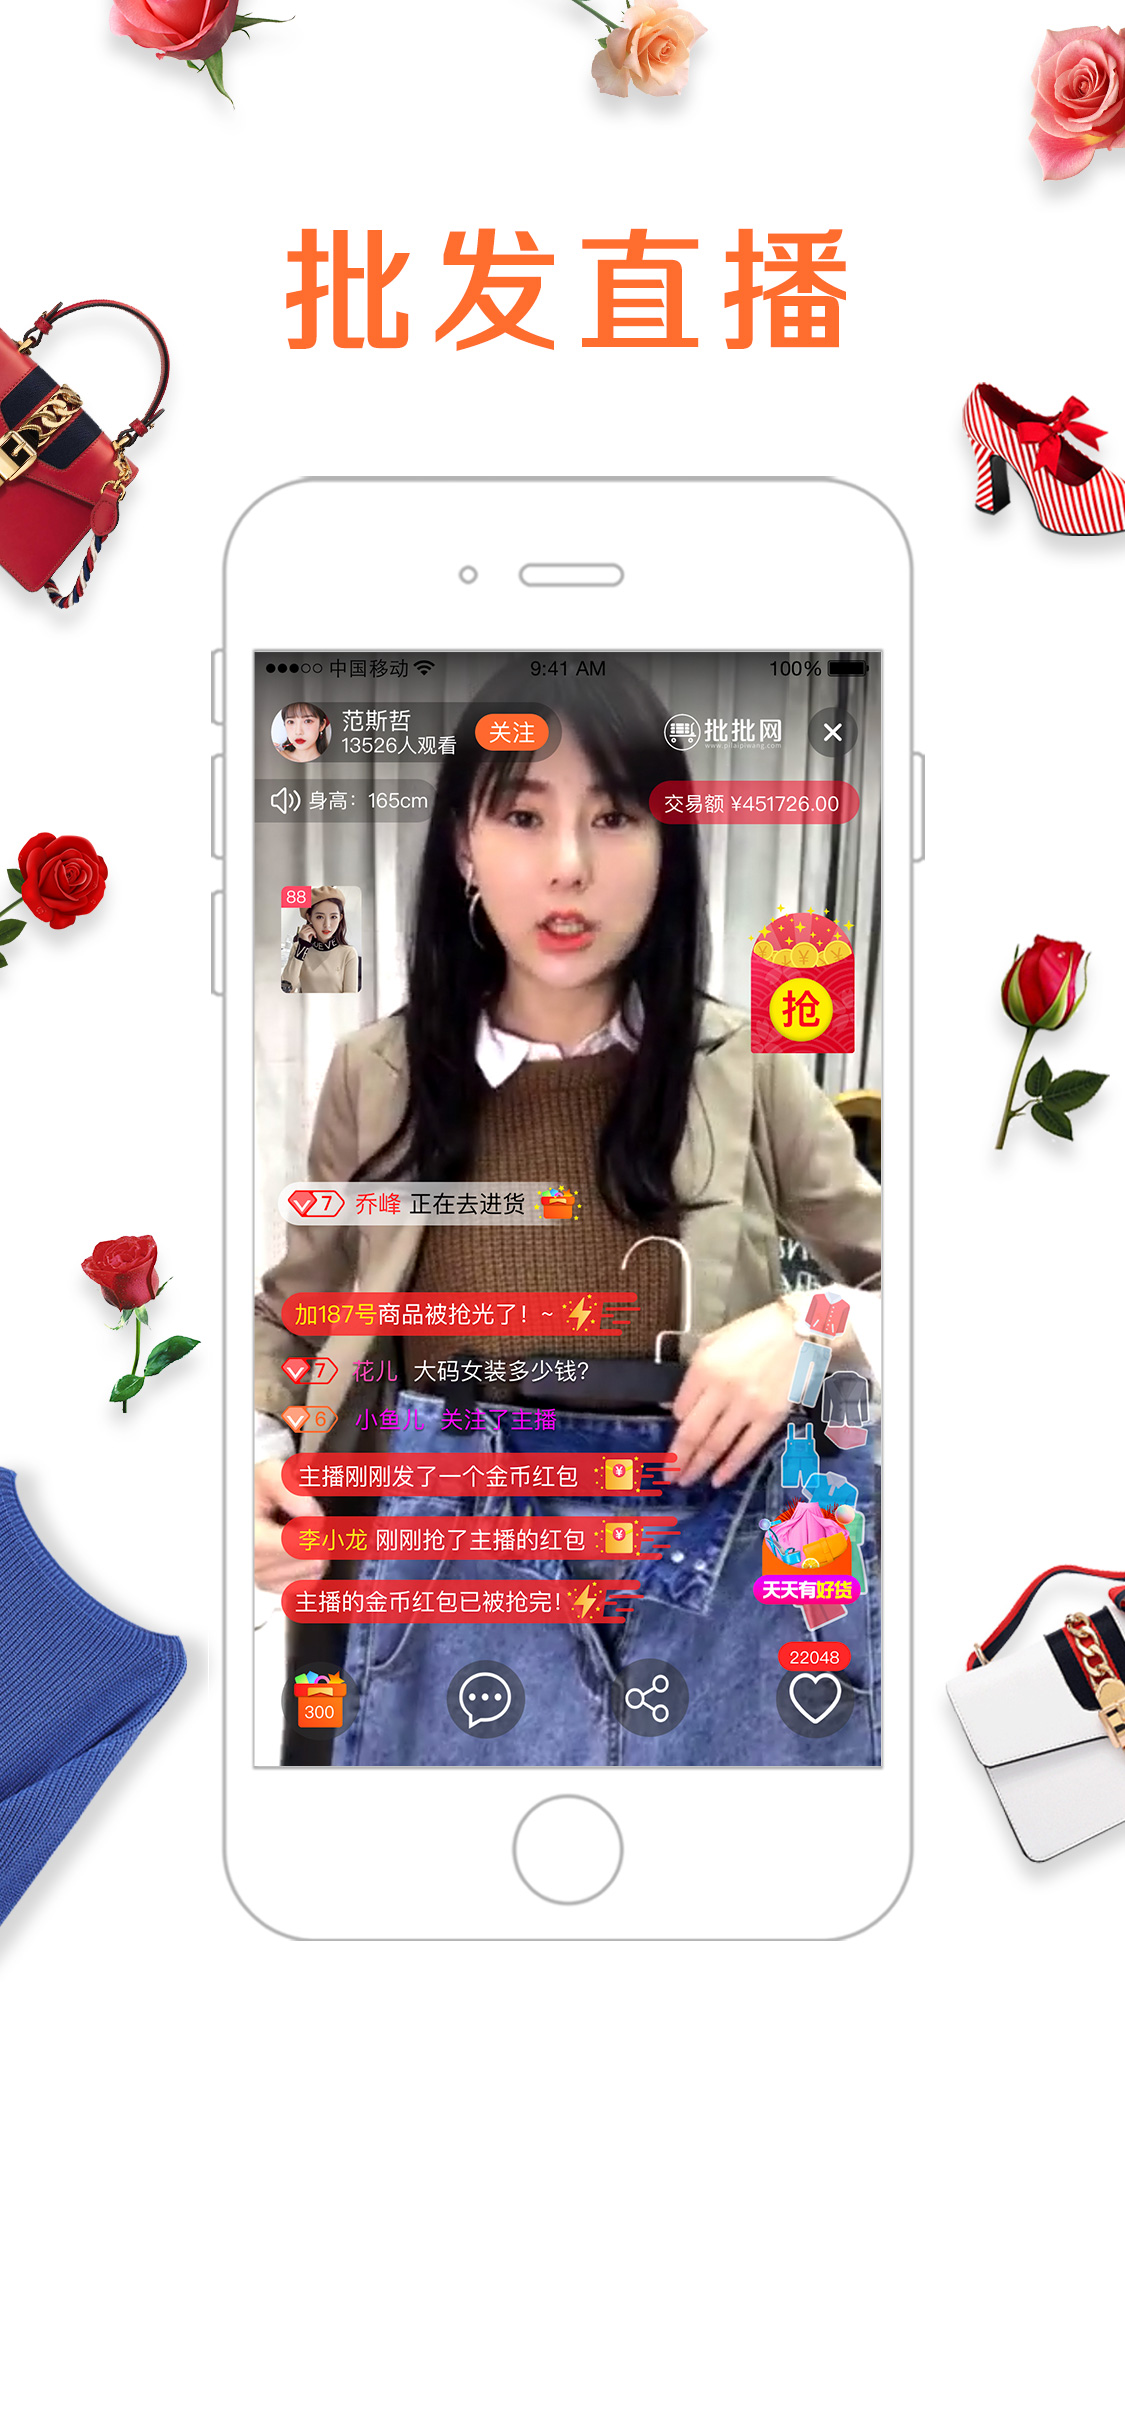 批发直播
中国移动 9:41 AM 100%
范斯哲
13526人观看
关注
批批网
www.pilaipiwang.com
身高：165cm
交易额 ¥451726.00
88
抢
7 乔峰 正在去进货
加187号商品被抢光了！~
7 花儿 大码女装多少钱?
6 小鱼儿 关注了主播
主播刚刚发了一个金币红包
李小龙 刚刚抢了主播的红包
主播的金币红包已被抢完！
天天有好货
300
22048